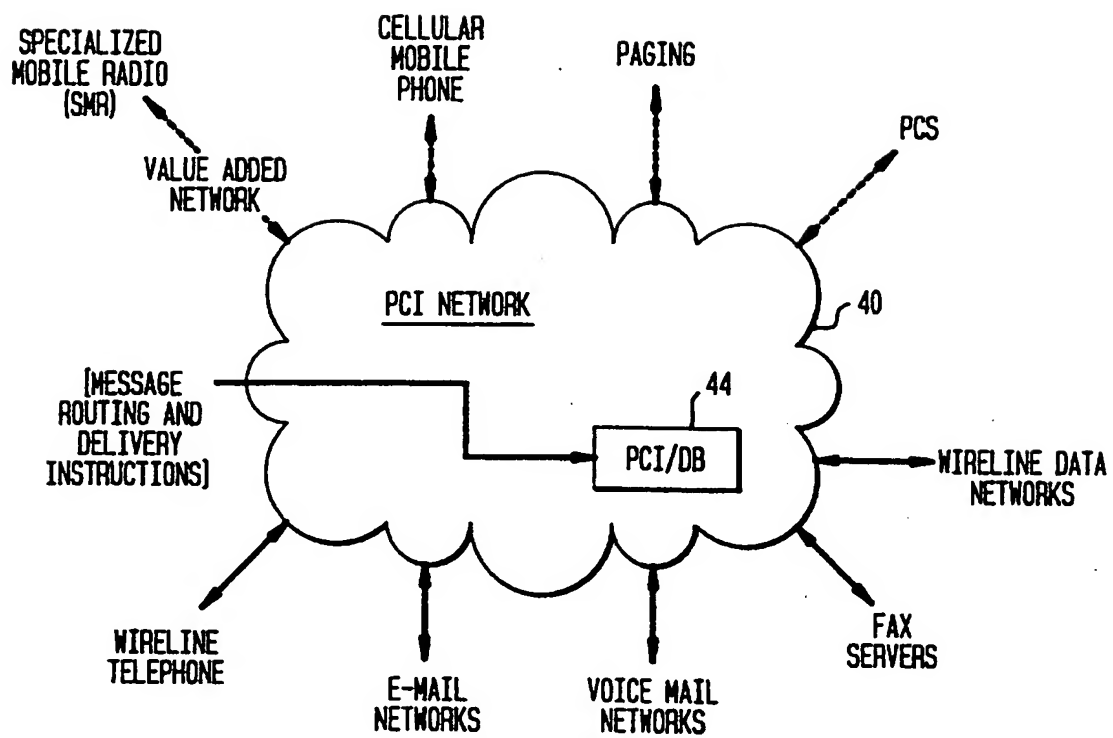 SPECIALIZED
MOBILE RADIO
(SMR)
CELLULAR
MOBILE
PHONE
PAGING
PCS
VALUE ADDED
NETWORK
PCI NETWORK
40
[MESSAGE
ROUTING AND
DELIVERY
INSTRUCTIONS]
44
PCI/DB
WIRELINE DATA
NETWORKS
WIRELINE
TELEPHONE
E-MAIL
NETWORKS
VOICE MAIL
NETWORKS
FAX
SERVERS